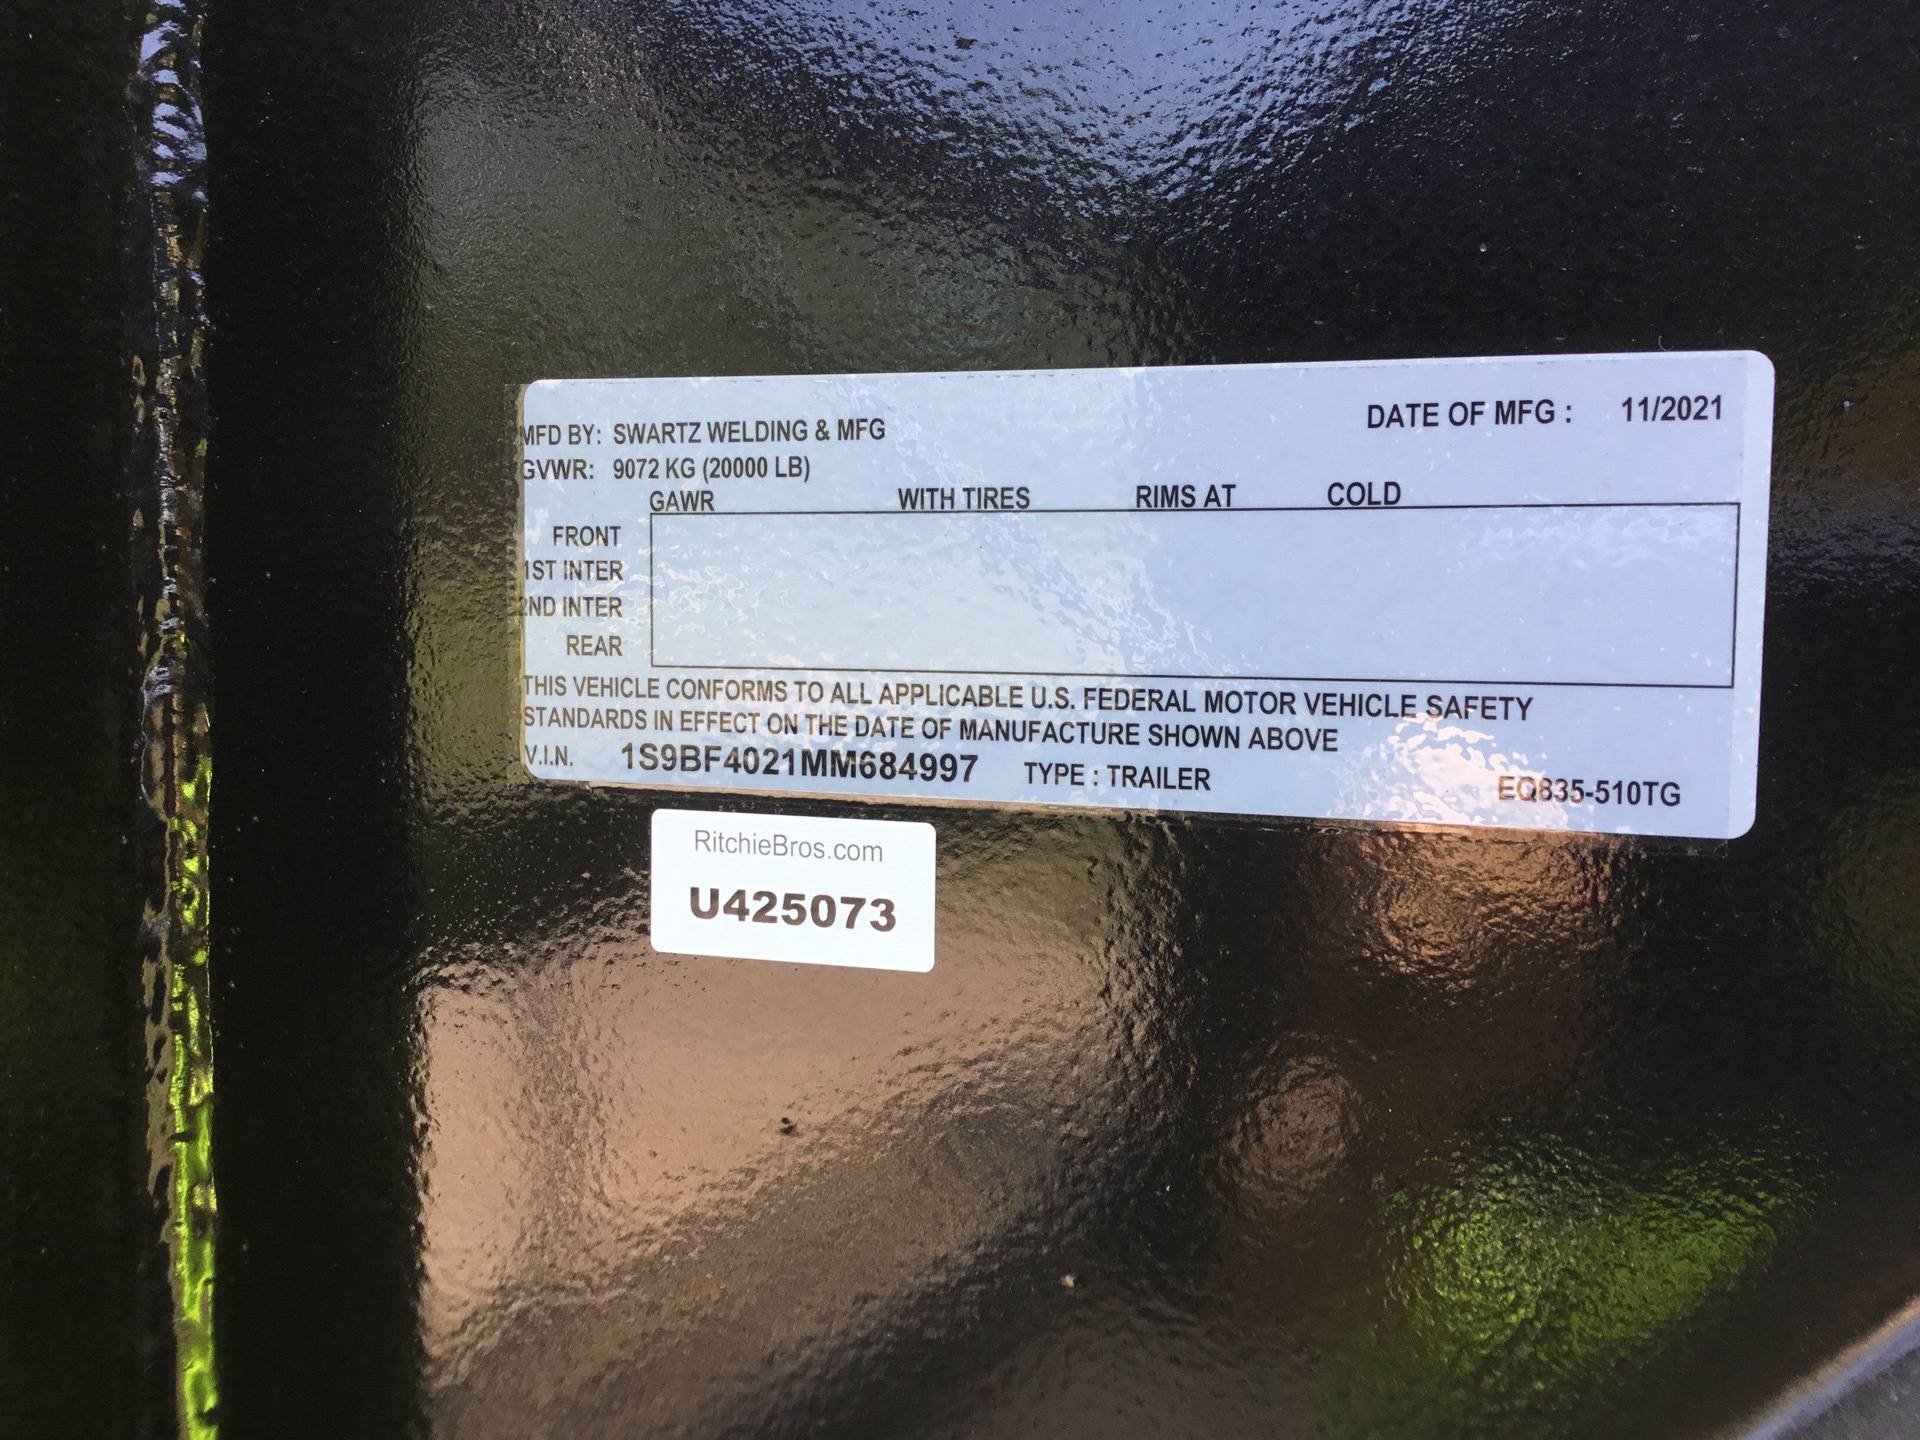 MFD BY: SWARTZ WELDING & MFG DATE OF MFG : 11/2021
GVWR: 9072 KG (20000 LB)
GAWR WITH TIRES RIMS AT COLD
FRONT
1ST INTER
2ND INTER
REAR
THIS VEHICLE CONFORMS TO ALL APPLICABLE U.S. FEDERAL MOTOR VEHICLE SAFETY
STANDARDS IN EFFECT ON THE DATE OF MANUFACTURE SHOWN ABOVE
V.I.N. 1S9BF4021MM684997 TYPE : TRAILER EQ835-510TG
RitchieBros.com
U425073